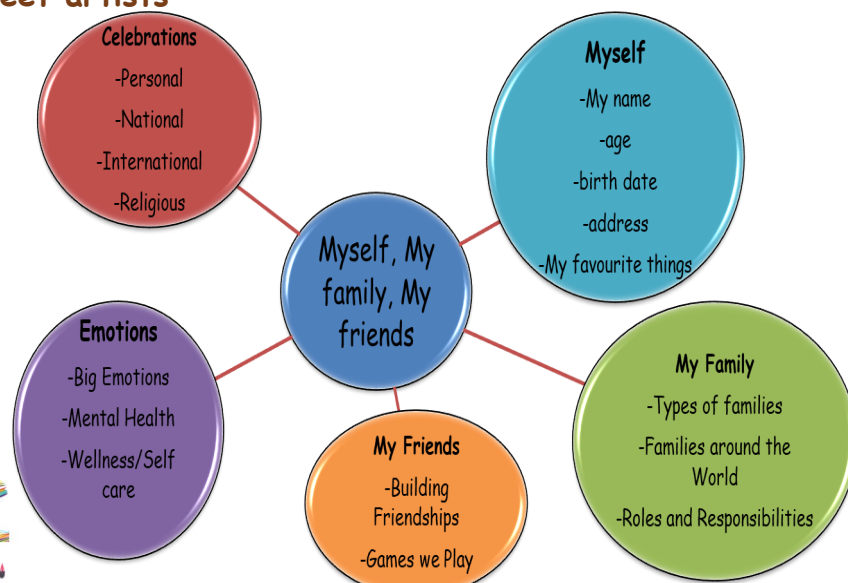 eet artists
Celebrations
-Personal
-National
-International
-Religious
Myself
-My name
-age
-birth date
-address
-My favourite things
Myself, My
family, My
friends
Emotions
-Big Emotions
-Mental Health
-Wellness/Self
care
My Friends
-Building
Friendships
-Games we Play
My Family
-Types of families
-Families around the
World
-Roles and Responsibilities